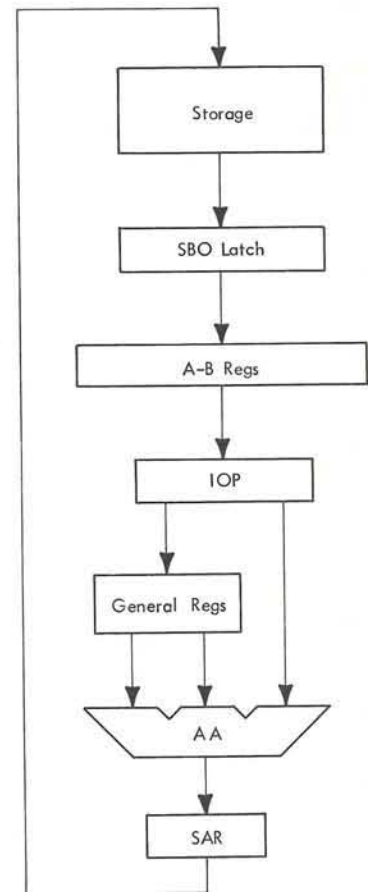 Storage
SBO Latch
A-B Regs
IOP
General Regs
AA
SAR